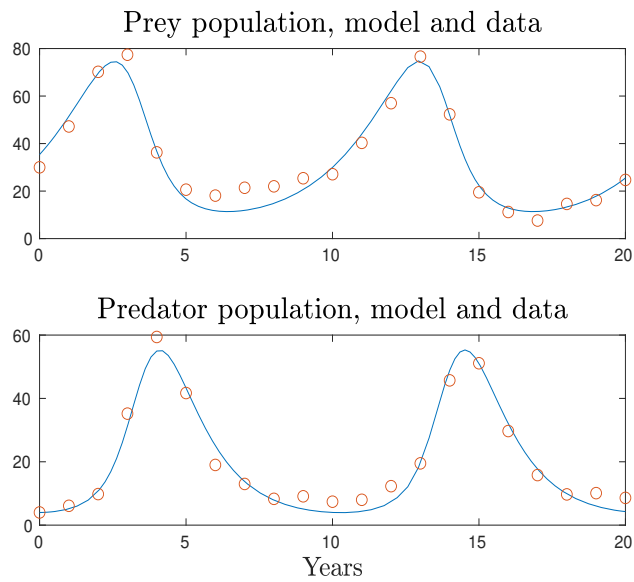 Prey population, model and data
80
60
40
20
0
0 5 10 15 20
Predator population, model and data
60
40
20
0
0 5 10 15 20
Years